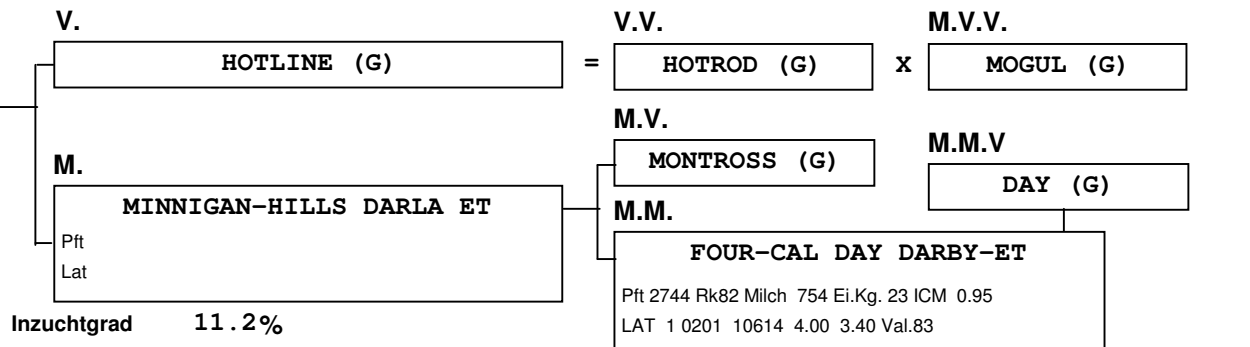 V. V.V. M.V.V.
HOTLINE (G) = HOTROD (G) X MOGUL (G)
M.V.
MONTROSS (G)
M.M.V
DAY (G)
M.
MINNIGAN-HILLS DARLA ET
Pft
Lat
M.M.
FOUR-CAL DAY DARBY-ET
Pft 2744 Rk82 Milch 754 Ei.Kg. 23 ICM 0.95
LAT 1 0201 10614 4.00 3.40 Val.83
Inzuchtgrad 11.2%